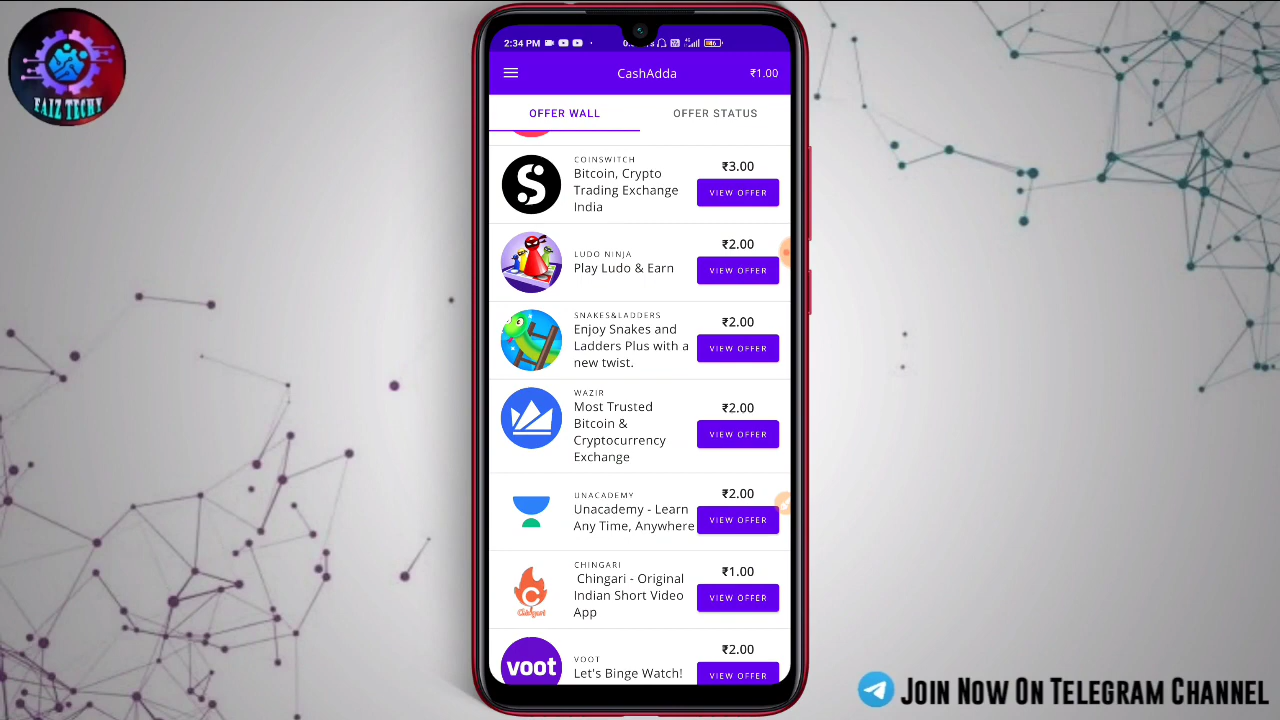 FAIZ TECHY
2:34 PM
CashAdda
₹1.00
OFFER WALL
OFFER STATUS
COINSWITCH
Bitcoin, Crypto
Trading Exchange
India
₹3.00
VIEW OFFER
LUDO NINJA
Play Ludo & Earn
₹2.00
VIEW OFFER
SNAKES&LADDERS
Enjoy Snakes and
Ladders Plus with a
new twist.
₹2.00
VIEW OFFER
WAZIR
Most Trusted
Bitcoin &
Cryptocurrency
Exchange
₹2.00
VIEW OFFER
UNACADEMY
Unacademy - Learn
Any Time, Anywhere
₹2.00
VIEW OFFER
CHINGARI
Chingari - Original
Indian Short Video
App
₹1.00
VIEW OFFER
Chingari
voot
VOOT
Let's Binge Watch!
₹2.00
VIEW OFFER
Join Now On Telegram Channel